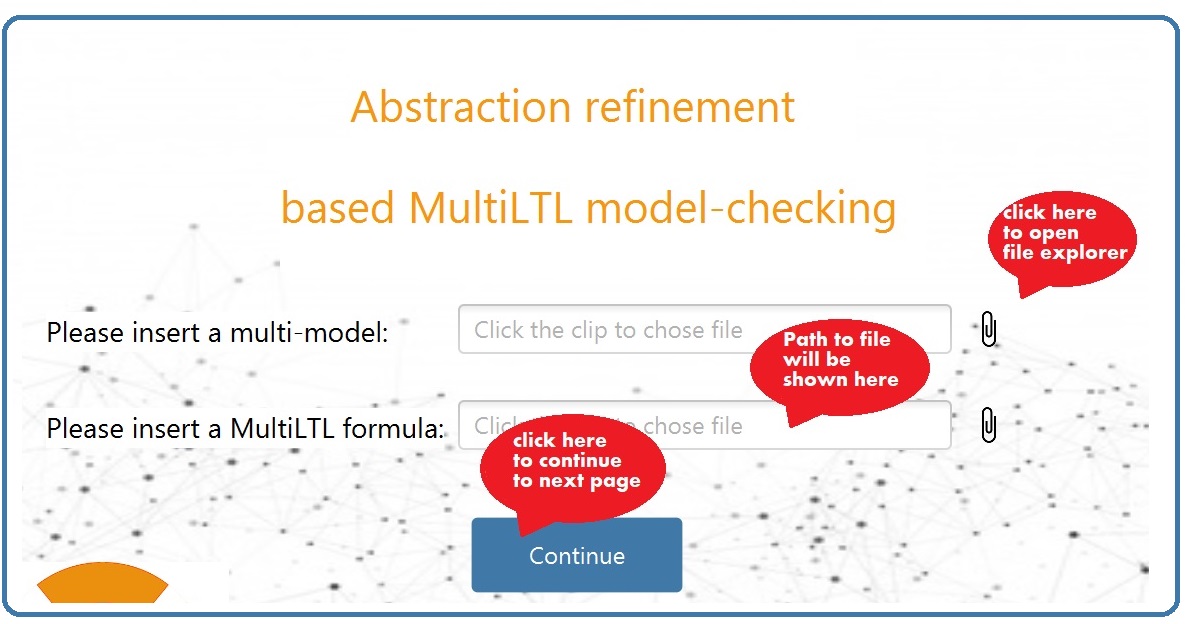 Abstraction refinement
based MultiLTL model-checking
click here
to open
file explorer
Please insert a multi-model:
Click the clip to chose file
Path to file
will be
shown here
Please insert a MultiLTL formula:
chose file
click here
to continue
to next page
Continue